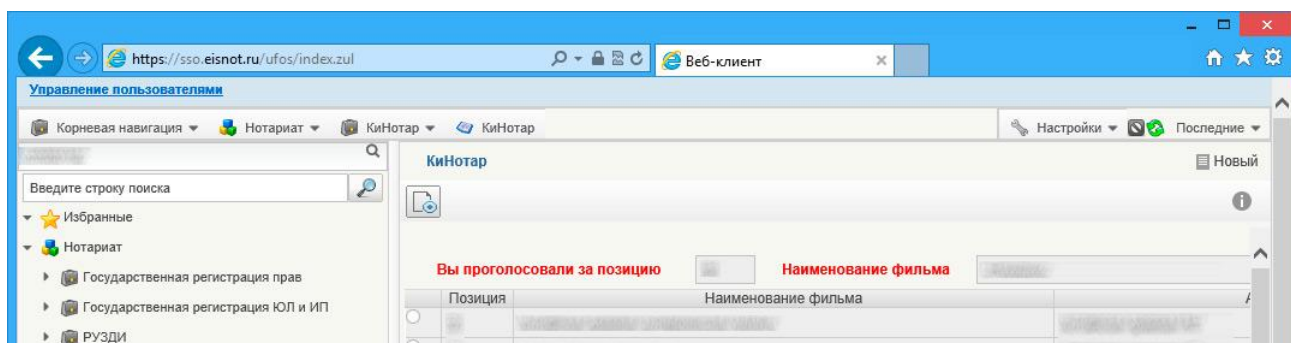 https://sso.eisnot.ru/ufos/index.zul
Веб-клиент
Управление пользователями
Корневая навигация Нотариат КиНотар КиНотар Настройки Последние
КиНотар Новый
Введите строку поиска
Избранные
Нотариат
Вы проголосовали за позицию Наименование фильма
Государственная регистрация прав
Позиция Наименование фильма
Государственная регистрация ЮЛ и ИП
РУЗДИ